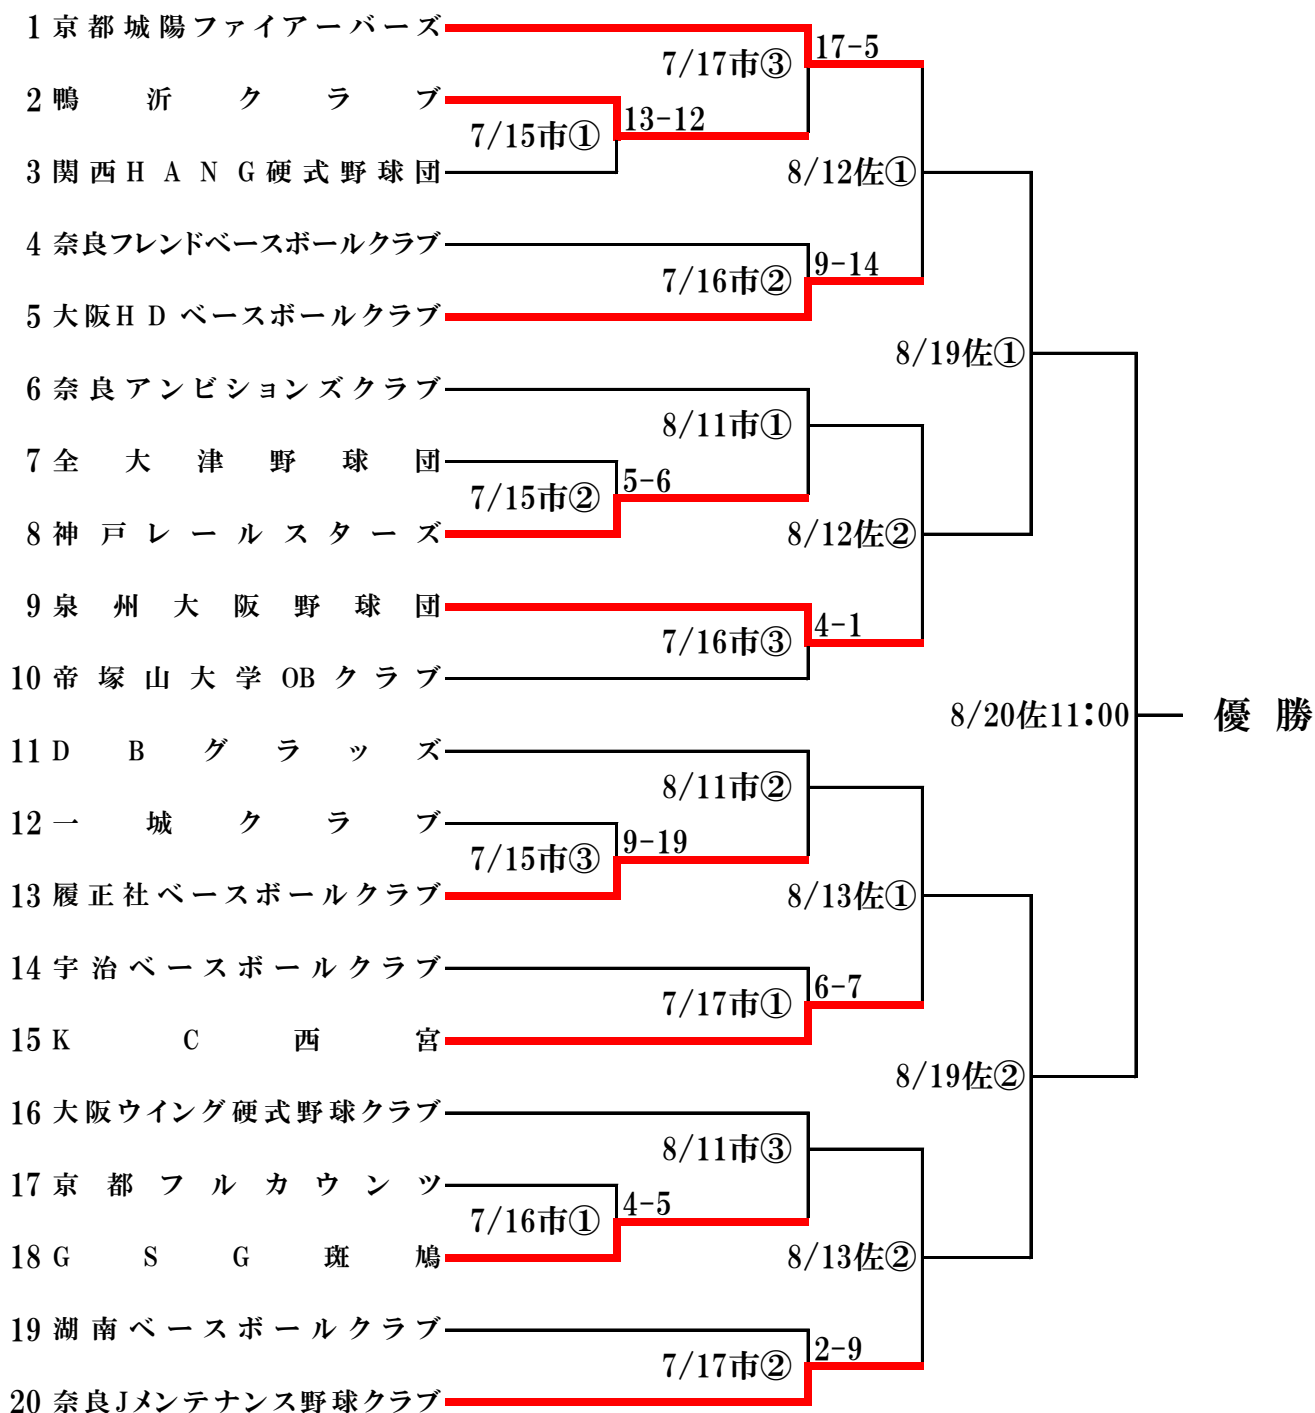 1 京都城陽ファイアーバーズ
17-5
7/17市③
2 鴨沂クラブ
13-12
7/15市①
3 関西HANG硬式野球団
8/12佐①
4 奈良フレンドベースボールクラブ
9-14
7/16市②
5 大阪HDベースボールクラブ
8/19佐①
6 奈良アンビションズクラブ
8/11市①
7 全大津野球団
5-6
7/15市②
8 神戸レールスターズ
8/12佐②
9 泉州大阪野球団
4-1
7/16市③
10 帝塚山大学OBクラブ
8/20佐11:00
優勝
11 DBグラッズ
8/11市②
12 一城クラブ
9-19
7/15市③
13 履正社ベースボールクラブ
8/13佐①
14 宇治ベースボールクラブ
6-7
7/17市①
15 KC西宮
8/19佐②
16 大阪ウイング硬式野球クラブ
8/11市③
17 京都フルカウンツ
4-5
7/16市①
18 GSG斑鳩
8/13佐②
19 湖南ベースボールクラブ
2-9
7/17市②
20 奈良Jメンテナンス野球クラブ